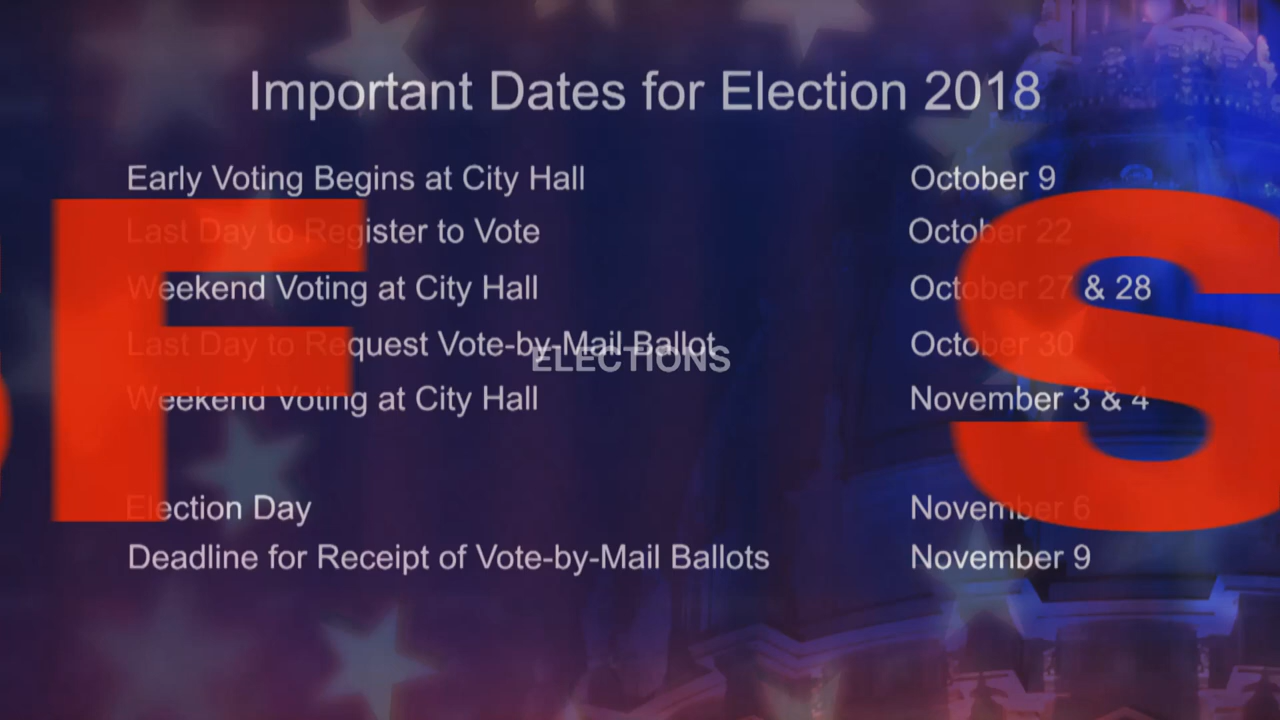 Important Dates for Election 2018
Early Voting Begins at City Hall October 9
Last Day to Register to Vote October 22
Weekend Voting at City Hall October 27 & 28
Last Day to Request Vote-by-Mail Ballot October 30
ELECTIONS
Weekend Voting at City Hall November 3 & 4
Election Day November 6
Deadline for Receipt of Vote-by-Mail Ballots November 9
F S